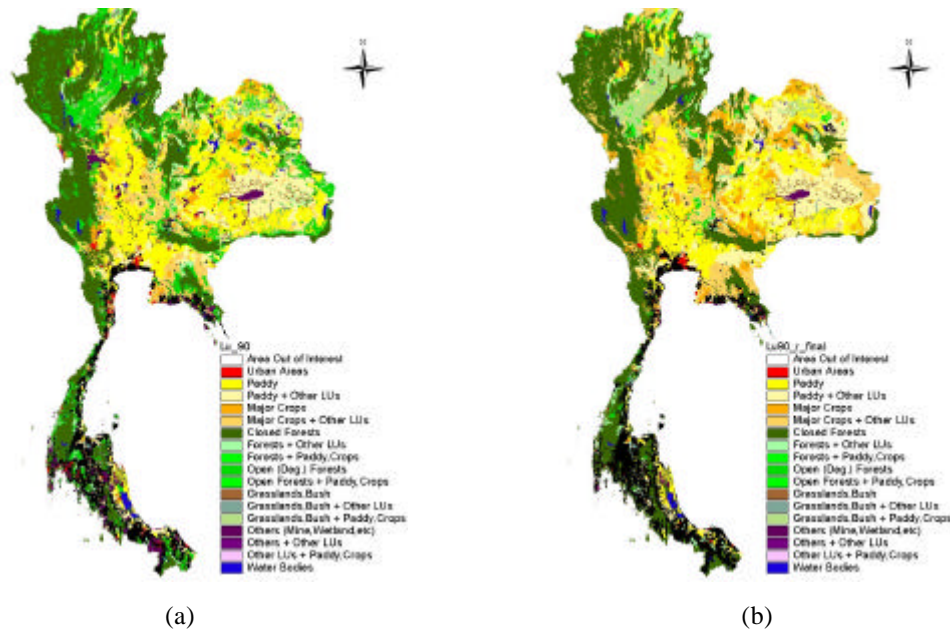 N
N
Lu_90
Area Out of Interest
Urban Areas
Paddy
Paddy + Other LUs
Major Crops
Major Crops + Other LUs
Closed Forests
Forests + Other LUs
Forests + Paddy,Crops
Open (Deg.) Forests
Open Forests + Paddy,Crops
Grasslands,Bush
Grasslands,Bush + Other LUs
Grasslands,Bush + Paddy,Crops
Others (Mine,Wetland,etc)
Others + Other LUs
Other LUs + Paddy,Crops
Water Bodies
Lu90_r_final
Area Out of Interest
Urban Areas
Paddy
Paddy + Other LUs
Major Crops
Major Crops + Other LUs
Closed Forests
Forests + Other LUs
Forests + Paddy,Crops
Open (Deg.) Forests
Open Forests + Paddy,Crops
Grasslands,Bush
Grasslands,Bush + Other LUs
Grasslands,Bush + Paddy,Crops
Others (Mine,Wetland,etc)
Others + Other LUs
Other LUs + Paddy,Crops
Water Bodies
(a)
(b)